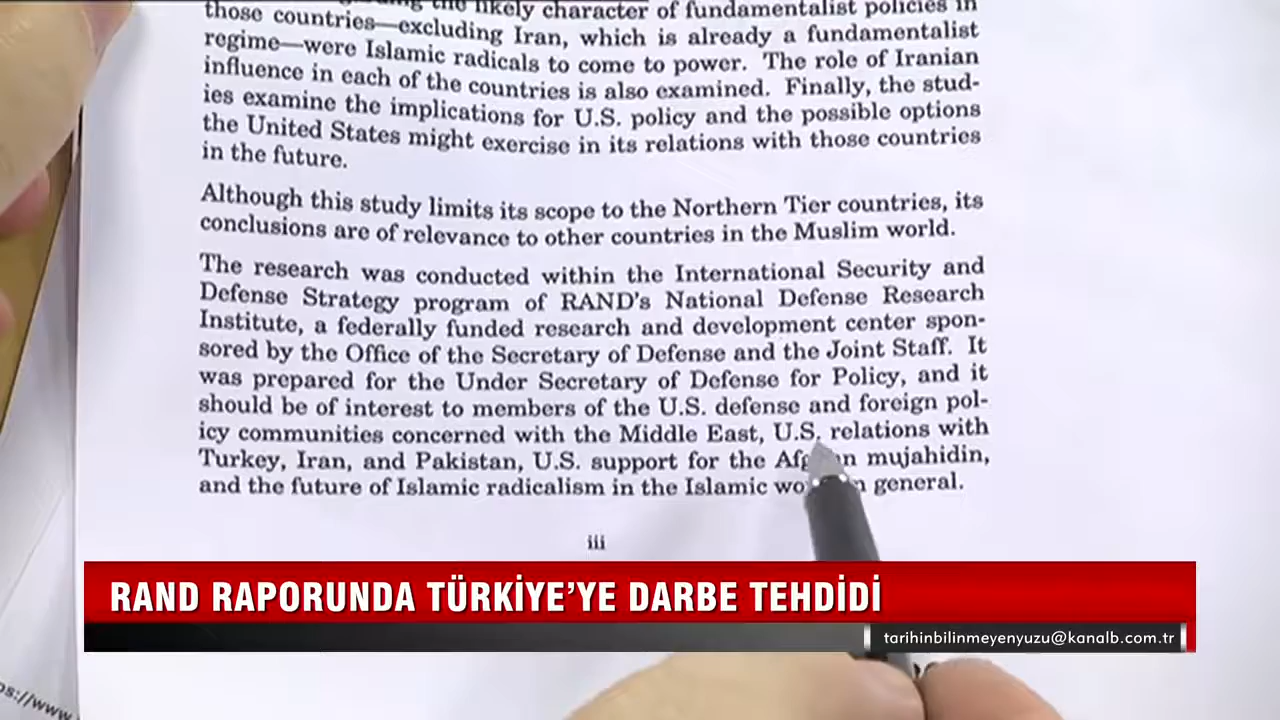 the likely character of fundamentalist policies in
those countries—excluding Iran, which is already a fundamentalist
regime—were Islamic radicals to come to power. The role of Iranian
influence in each of the countries is also examined. Finally, the stud-
ies examine the implications for U.S. policy and the possible options
the United States might exercise in its relations with those countries
in the future.
Although this study limits its scope to the Northern Tier countries, its
conclusions are of relevance to other countries in the Muslim world.
The research was conducted within the International Security and
Defense Strategy program of RAND's National Defense Research
Institute, a federally funded research and development center spon-
sored by the Office of the Secretary of Defense and the Joint Staff. It
was prepared for the Under Secretary of Defense for Policy, and it
should be of interest to members of the U.S. defense and foreign pol-
icy communities concerned with the Middle East, U.S. relations with
Turkey, Iran, and Pakistan, U.S. support for the mujahidin,
and the future of Islamic radicalism in the Islamic general.
iii
RAND RAPORUNDA TÜRKİYE'YE DARBE TEHDİDİ
tarihinbilinmeyenyuzu@kanalb.com.tr